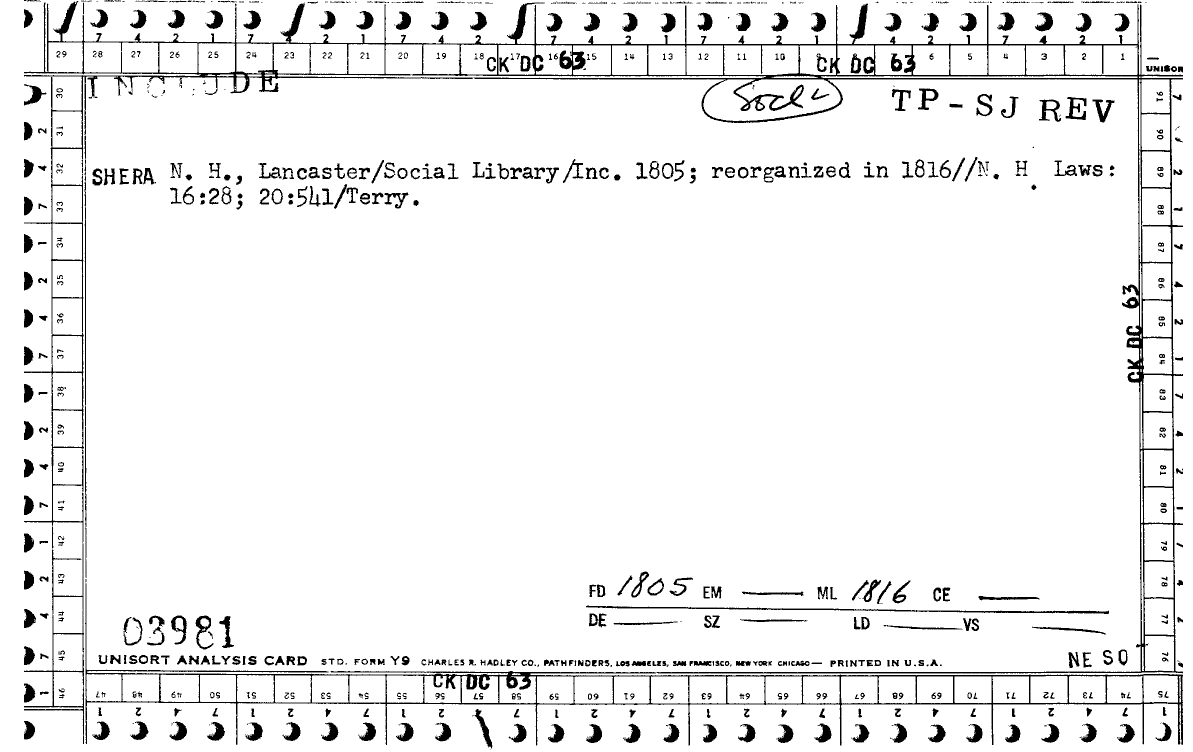 7 4 2 1 7 4 2 1 7 4 2 1 7 4 2 1 7 4 2 1 7 4 2 1
29 28 27 26 25 24 23 22 21 20 19 18 17 16 15 14 13 12 11 10 6 5 4 3 2 1
CK DC 63 CK DC 63
UNISOR
INCLUDE
TP-SJ REV
SHERA N. H., Lancaster/Social Library/Inc. 1805; reorganized in 1816//N. H. Laws:
16:28; 20:541/Terry.
CK DC 63
30
2 31
4 32
7 33
1 34
2 35
4 36
7 37
1 38
2 39
4 40
7 41
1 42
2 43
4 44
7 45
1 46
91
90
89
88
87
86
85
84
83
82
81
80
79
78
77
76
FD 1805 EM — ML 1816 CE —
DE — SZ — LD — VS —
03981
UNISORT ANALYSIS CARD STD. FORM Y9 CHARLES R. HADLEY CO., PATHFINDERS, LOS ANGELES, SAN FRANCISCO, NEW YORK CHICAGO — PRINTED IN U.S.A.
NE SO
CK DC 63
47 48 49 50 51 52 53 54 55 56 57 58 59 60 61 62 63 64 65 66 67 68 69 70 71 72 73 74 75
1 2 4 7 1 2 4 7 1 2 4 7 1 2 4 7 1 2 4 7 1 2 4 7 1 2 4 7 1